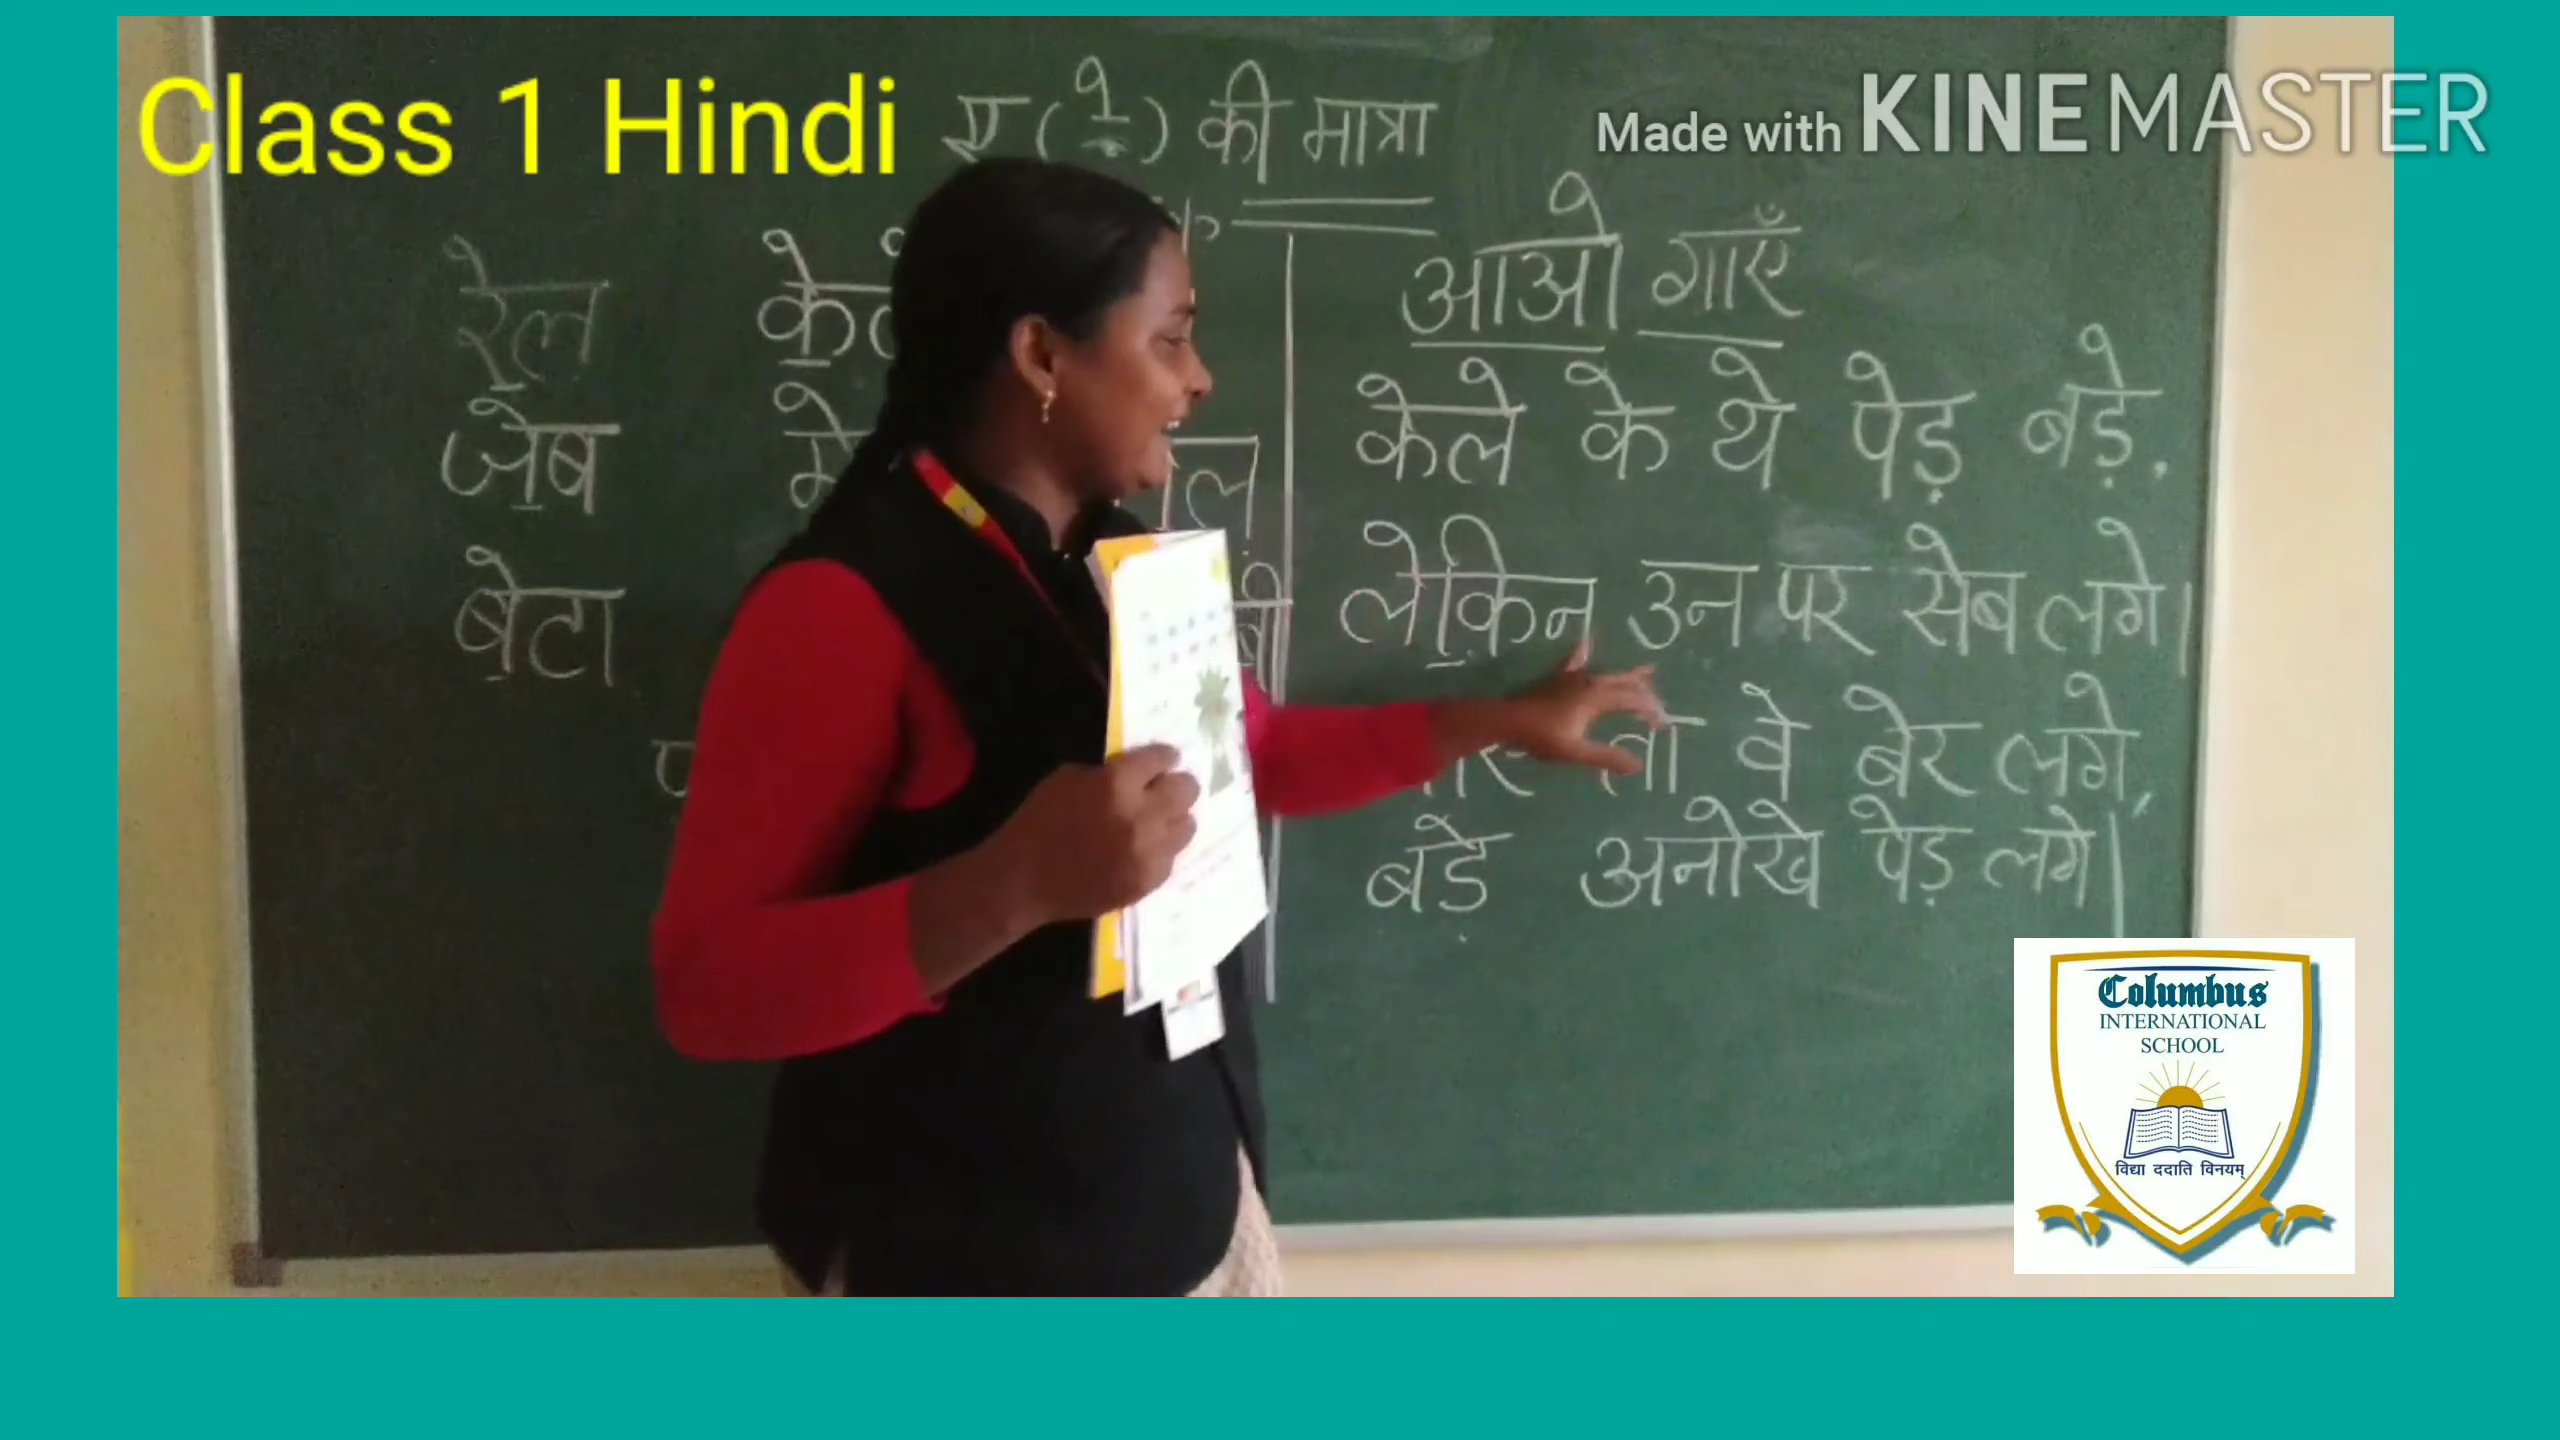 Class 1 Hindi
Made with KINEMASTER
ए ( े ) की मात्रा
रेल
जेब
बेटा
आओ गाएँ
केले के थे पेड़ बड़े.
लेकिन उन पर सेब लगे।
वे बेर लगे,
बड़े अनोखे पेड़ लगे।
Columbus
INTERNATIONAL
SCHOOL
विद्या ददाति विनयम्